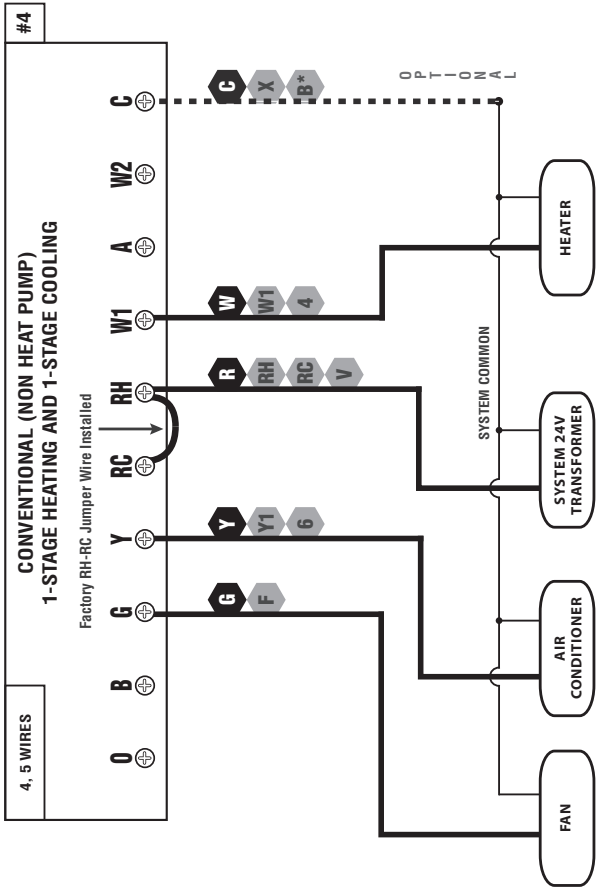 #4
4, 5 WIRES
CONVENTIONAL (NON HEAT PUMP)
1-STAGE HEATING AND 1-STAGE COOLING
Factory RH-RC Jumper Wire Installed
O B G Y RC RH W1 A W2 C
G Y R W C
F Y1 RH W1 X
6 RC 4 B*
V
OPTIONAL
SYSTEM COMMON
FAN
AIR
CONDITIONER
SYSTEM 24V
TRANSFORMER
HEATER